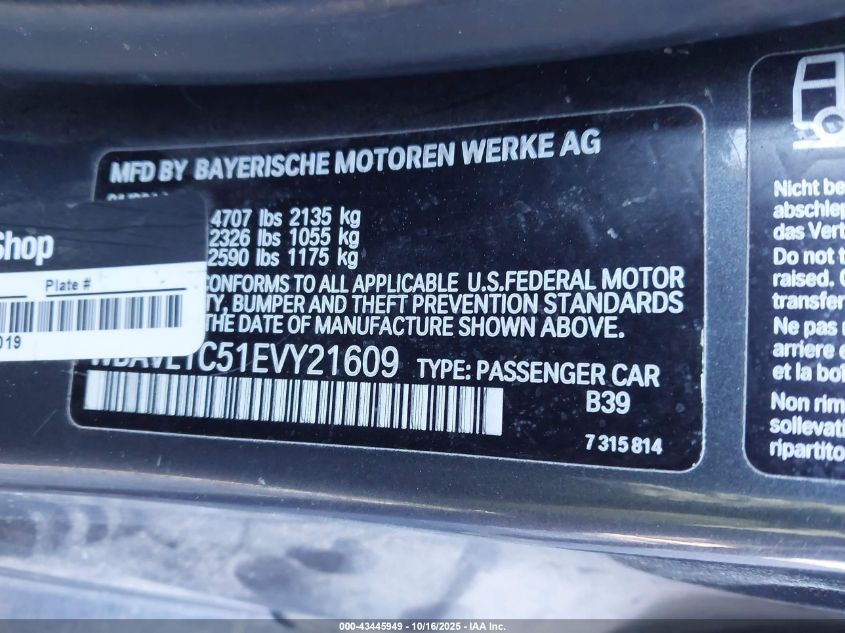 MFD BY BAYERISCHE MOTOREN WERKE AG
4707 lbs 2135 kg
2326 lbs 1055 kg
2590 lbs 1175 kg
CONFORMS TO ALL APPLICABLE U.S.FEDERAL MOTOR
TY, BUMPER AND THEFT PREVENTION STANDARDS
THE DATE OF MANUFACTURE SHOWN ABOVE.
C51EVY21609 TYPE: PASSENGER CAR
B39
7 315 814
Shop
Plate #
019
Nicht be
abschlep
das Vert
Do not t
raised.
transfer
Ne pas
arriere e
et la boî
Non rim
sollevati
ripartito
000-43445949 | 10/16/2025 | IAA Inc.